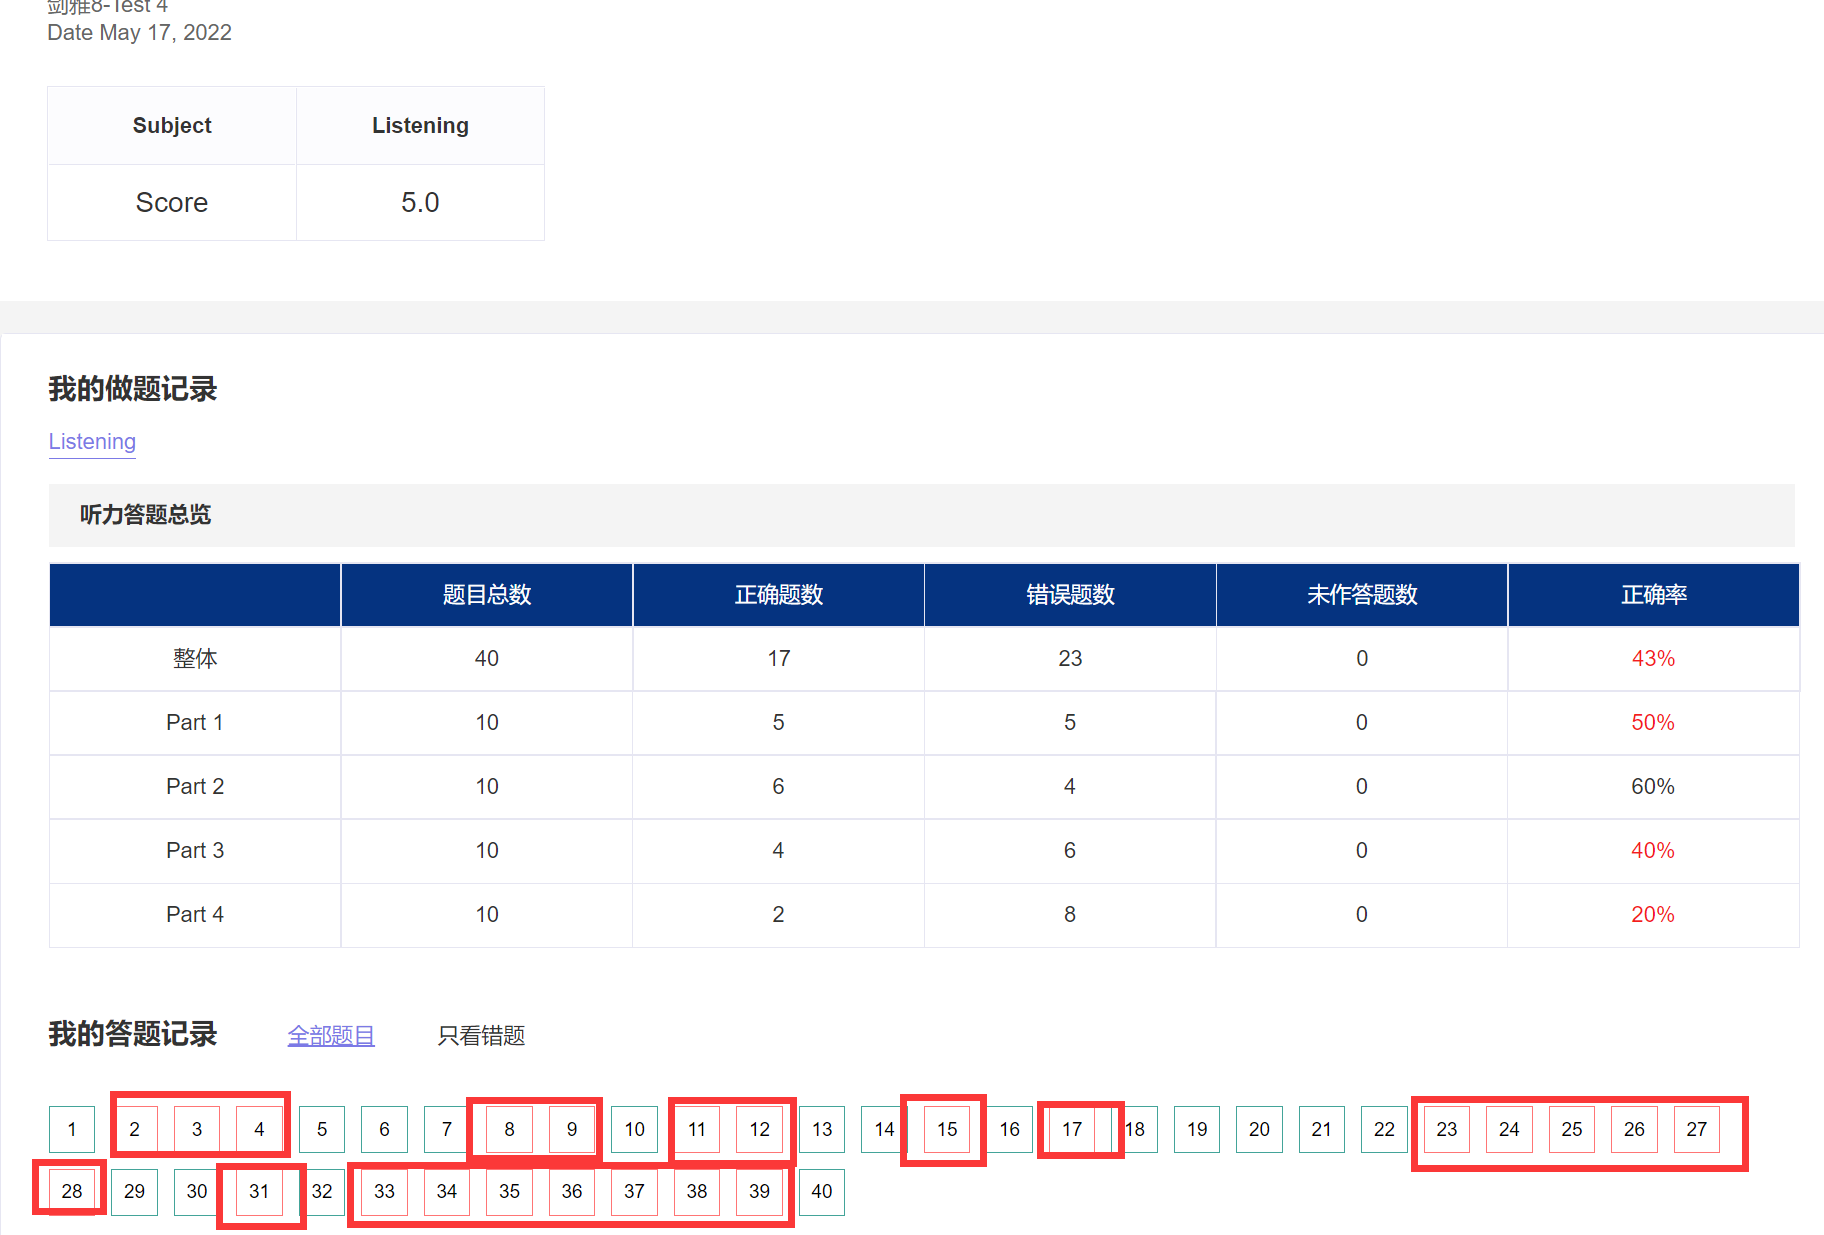 剑雅8-Test 4
Date May 17, 2022
Subject Listening
Score 5.0
我的做题记录
Listening
听力答题总览
题目总数 正确题数 错误题数 未作答题数 正确率
整体 40 17 23 0 43%
Part 1 10 5 5 0 50%
Part 2 10 6 4 0 60%
Part 3 10 4 6 0 40%
Part 4 10 2 8 0 20%
我的答题记录 全部题目 只看错题
1 2 3 4 5 6 7 8 9 10 11 12 13 14 15 16 17 18 19 20 21 22 23 24 25 26 27
28 29 30 31 32 33 34 35 36 37 38 39 40